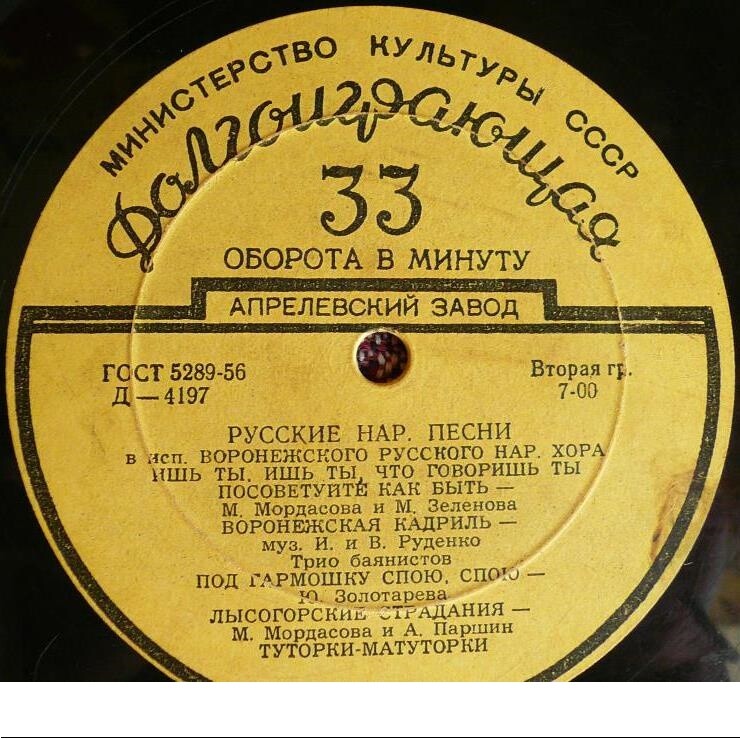 МИНИСТЕРСТВО КУЛЬТУРЫ СССР
Долгоиграющая
33
ОБОРОТА В МИНУТУ
АПРЕЛЕВСКИЙ ЗАВОД
ГОСТ 5289-56
Д — 4197
Вторая гр.
7-00
РУССКИЕ НАР. ПЕСНИ
в исп. ВОРОНЕЖСКОГО РУССКОГО НАР. ХОРА
ИШЬ ТЫ, ИШЬ ТЫ, ЧТО ГОВОРИШЬ ТЫ
ПОСОВЕТУЙТЕ КАК БЫТЬ —
М. Мордасова и М. Зеленова
ВОРОНЕЖСКАЯ КАДРИЛЬ —
муз. И. и В. Руденко
Трио баянистов
ПОД ГАРМОШКУ СПОЮ, СПОЮ —
Ю. Золотарева
ЛЫСОГОРСКИЕ СТРАДАНИЯ —
М. Мордасова и А. Паршин
ТУТОРКИ-МАТУТОРКИ